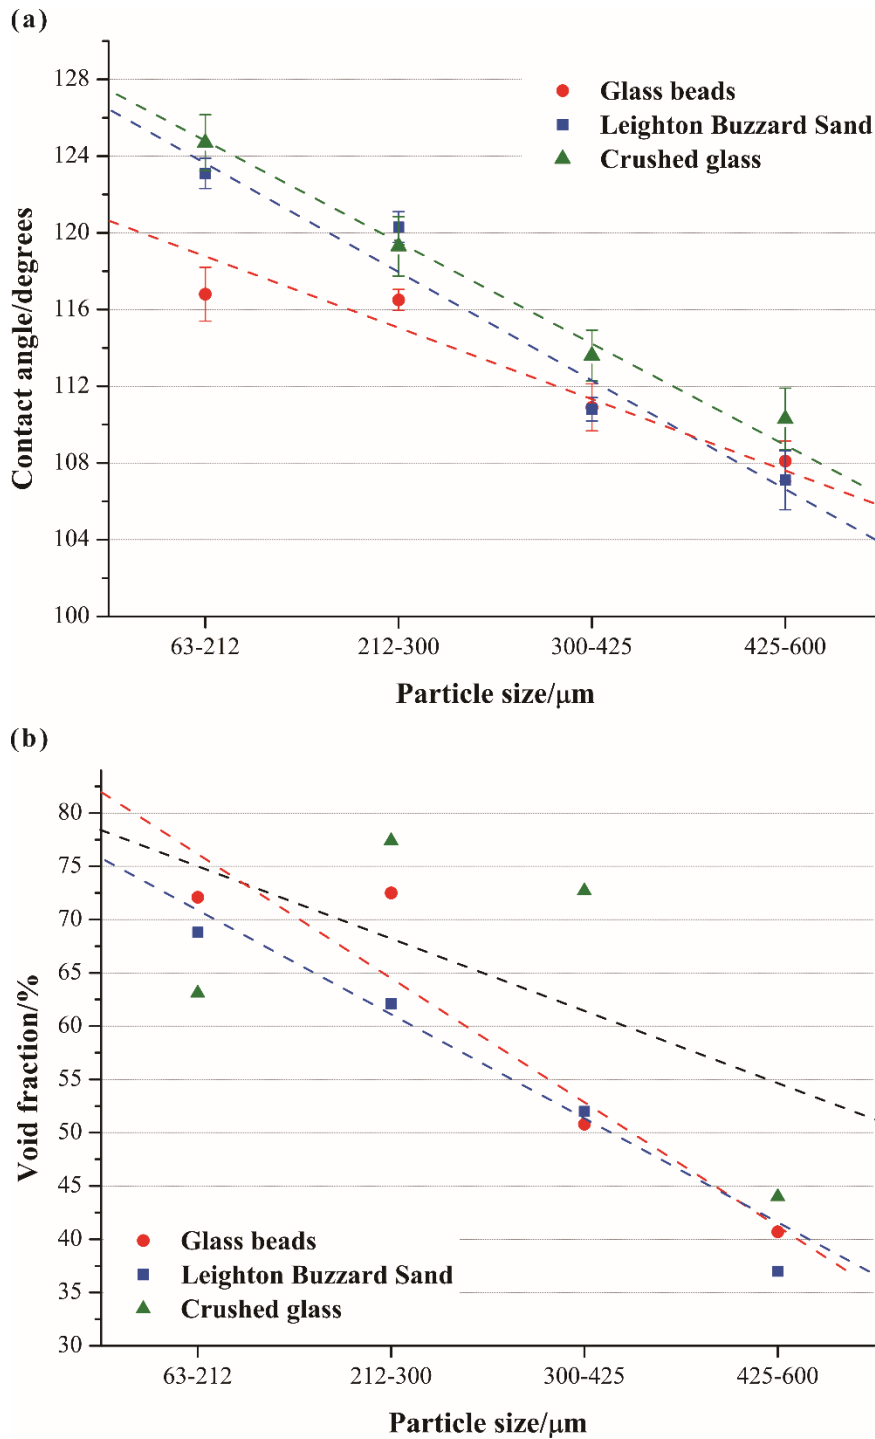 (a)
128
124
120
116
112
108
104
100
Contact angle/degrees
Glass beads
Leighton Buzzard Sand
Crushed glass
63-212
212-300
300-425
425-600
Particle size/μm
(b)
80
75
70
65
60
55
50
45
40
35
30
Void fraction/%
Glass beads
Leighton Buzzard Sand
Crushed glass
63-212
212-300
300-425
425-600
Particle size/μm